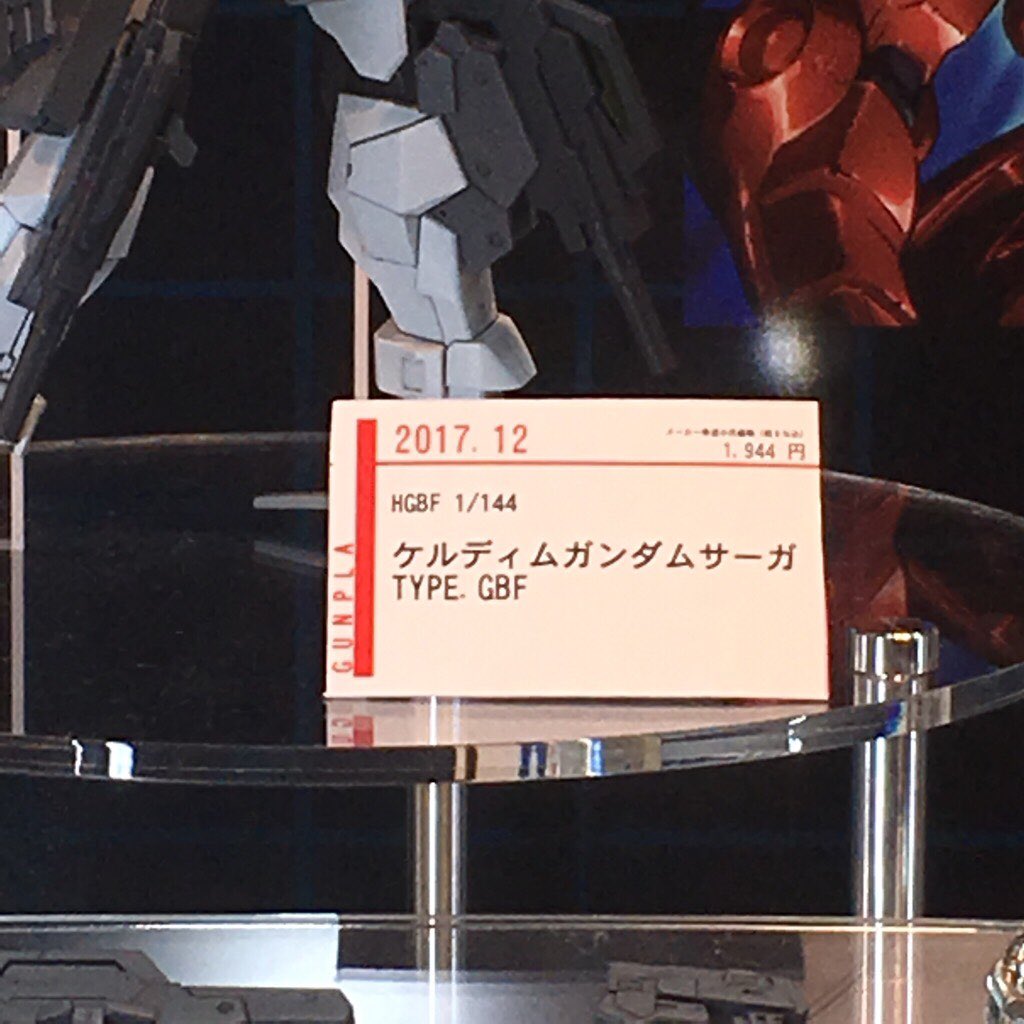 2017. 12
1,944 円
HGBF 1/144
ケルディムガンダムサーガ
TYPE. GBF
GUNPLA